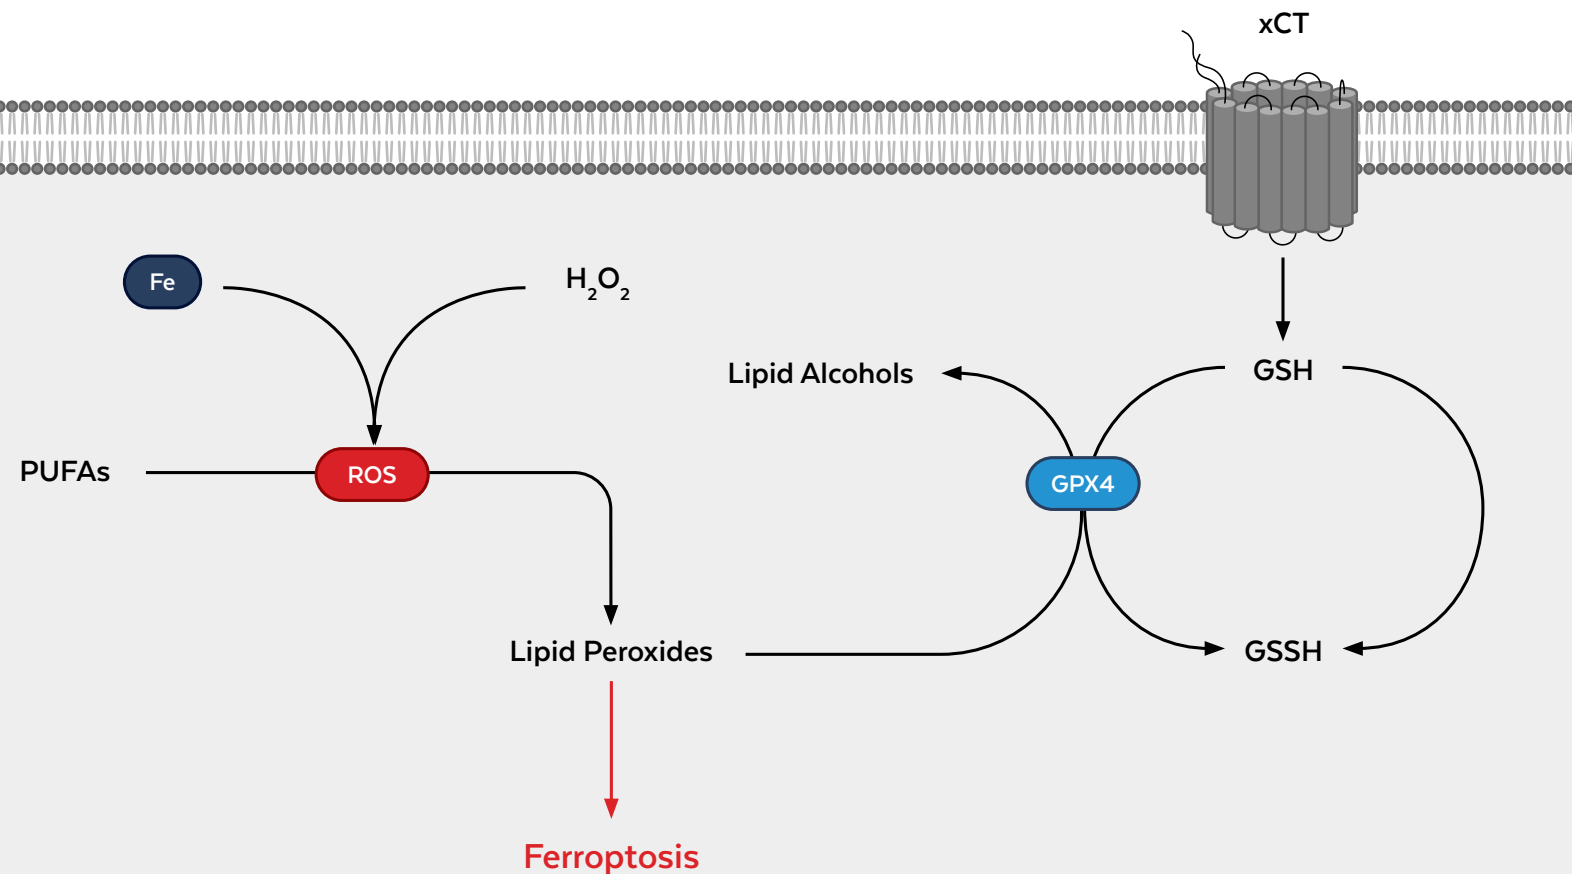 xCT
Fe
H₂O₂
Lipid Alcohols
GSH
PUFAs
ROS
GPX4
Lipid Peroxides
GSSH
Ferroptosis